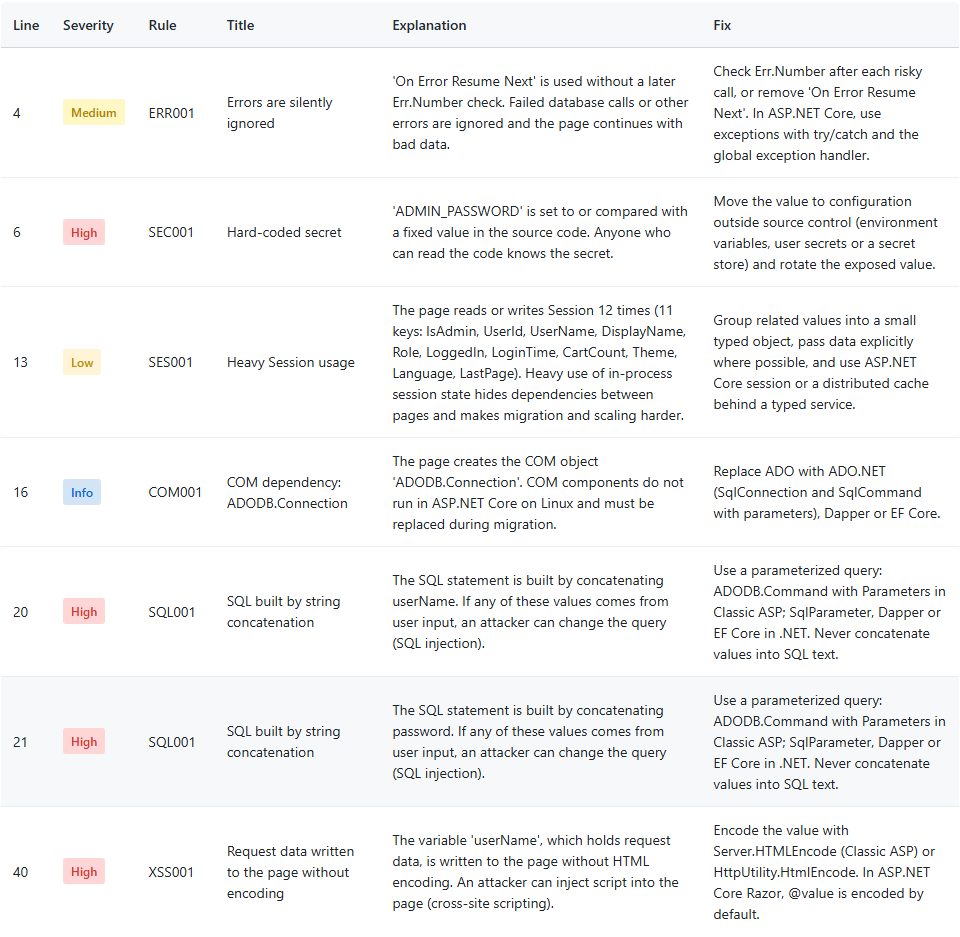 Line Severity Rule Title Explanation Fix
4 Medium ERR001 Errors are silently ignored 'On Error Resume Next' is used without a later Err.Number check. Failed database calls or other errors are ignored and the page continues with bad data. Check Err.Number after each risky call, or remove 'On Error Resume Next'. In ASP.NET Core, use exceptions with try/catch and the global exception handler.
6 High SEC001 Hard-coded secret 'ADMIN_PASSWORD' is set to or compared with a fixed value in the source code. Anyone who can read the code knows the secret. Move the value to configuration outside source control (environment variables, user secrets or a secret store) and rotate the exposed value.
13 Low SES001 Heavy Session usage The page reads or writes Session 12 times (11 keys: IsAdmin, UserId, UserName, DisplayName, Role, LoggedIn, LoginTime, CartCount, Theme, Language, LastPage). Heavy use of in-process session state hides dependencies between pages and makes migration and scaling harder. Group related values into a small typed object, pass data explicitly where possible, and use ASP.NET Core session or a distributed cache behind a typed service.
16 Info COM001 COM dependency: ADODB.Connection The page creates the COM object 'ADODB.Connection'. COM components do not run in ASP.NET Core on Linux and must be replaced during migration. Replace ADO with ADO.NET (SqlConnection and SqlCommand with parameters), Dapper or EF Core.
20 High SQL001 SQL built by string concatenation The SQL statement is built by concatenating userName. If any of these values comes from user input, an attacker can change the query (SQL injection). Use a parameterized query: ADODB.Command with Parameters in Classic ASP; SqlParameter, Dapper or EF Core in .NET. Never concatenate values into SQL text.
21 High SQL001 SQL built by string concatenation The SQL statement is built by concatenating password. If any of these values comes from user input, an attacker can change the query (SQL injection). Use a parameterized query: ADODB.Command with Parameters in Classic ASP; SqlParameter, Dapper or EF Core in .NET. Never concatenate values into SQL text.
40 High XSS001 Request data written to the page without encoding The variable 'userName', which holds request data, is written to the page without HTML encoding. An attacker can inject script into the page (cross-site scripting). Encode the value with Server.HTMLEncode (Classic ASP) or HttpUtility.HtmlEncode. In ASP.NET Core Razor, @value is encoded by default.